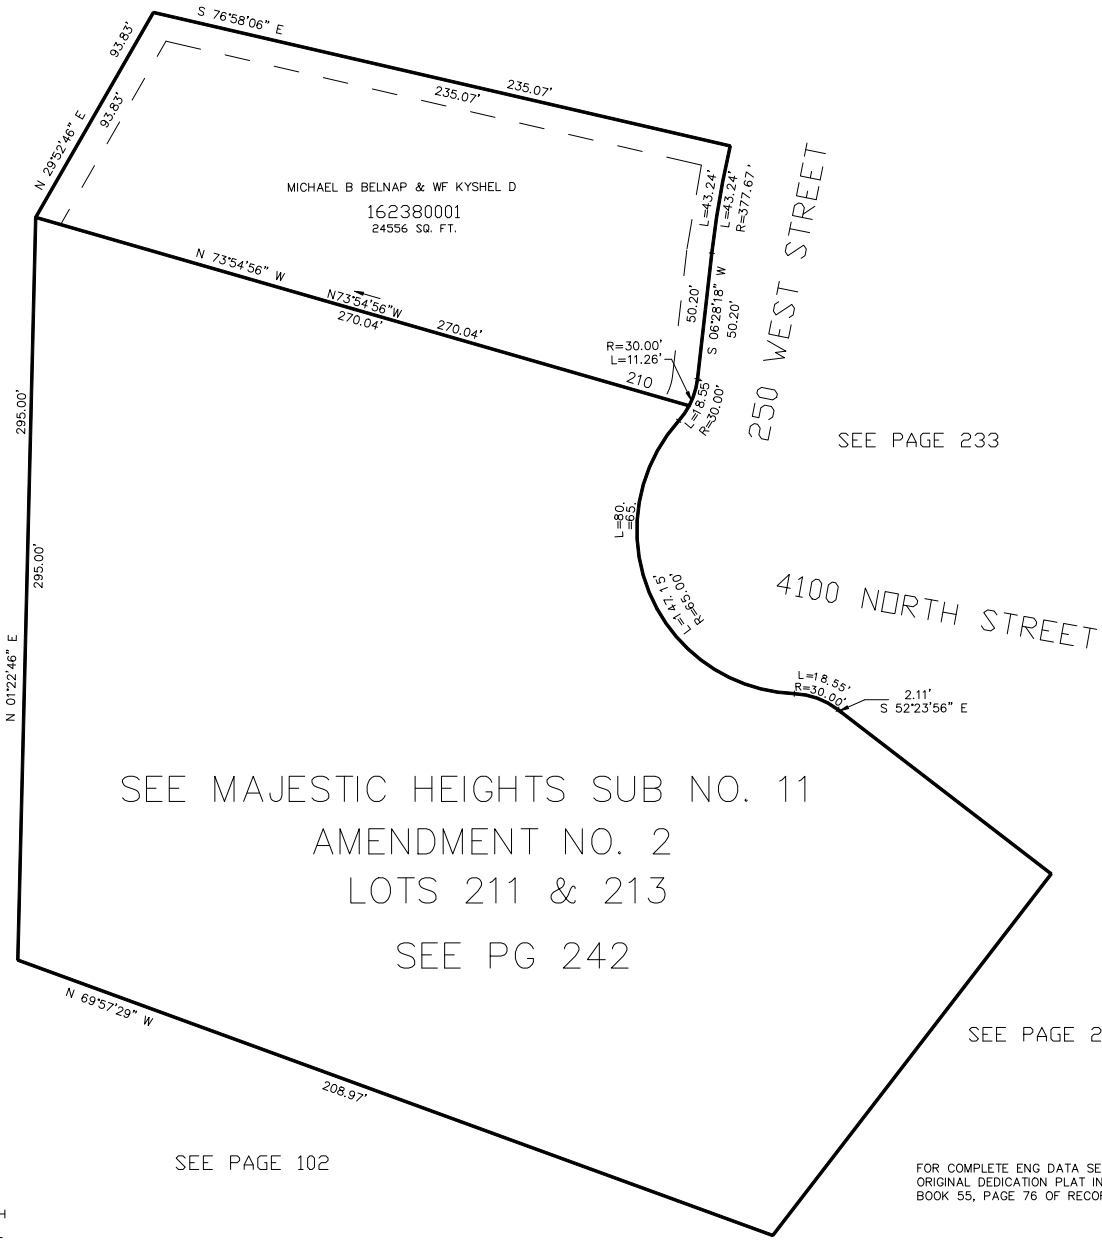 S 76°58'06" E
93.83'
235.07'
235.07'
93.83'
N 29°52'46" E
MICHAEL B BELNAP & WF KYSHEL D
162380001
24556 SQ. FT.
L=43.24'
L=43.24'
R=377.67'
250 WEST STREET
N 73°54'56" W
N73°54'56"W
270.04'
270.04'
50.20'
S 06°28'18" W
50.20'
R=30.00'
L=11.26'
210
L=18.55'
R=30.00'
295.00'
SEE PAGE 233
L=80.
=65.
295.00'
L=147.15'
R=65.00'
4100 NORTH STREET
N 01°22'46" E
L=18.55'
R=30.00'
2.11'
S 52°23'56" E
SEE MAJESTIC HEIGHTS SUB NO. 11
AMENDMENT NO. 2
LOTS 211 & 213
SEE PG 242
N 69°57'29" W
208.97'
SEE PAGE 2
SEE PAGE 102
FOR COMPLETE ENG DATA SE
ORIGINAL DEDICATION PLAT IN
BOOK 55, PAGE 76 OF RECO
H